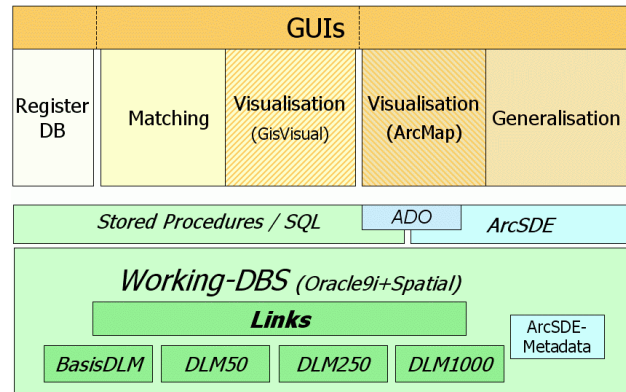 GUIs
Register
DB
Matching
Visualisation
(GisVisual)
Visualisation
(ArcMap)
Generalisation
Stored Procedures / SQL
ADO
ArcSDE
Working-DBS (Oracle9i+Spatial)
Links
ArcSDE-
Metadata
BasisDLM
DLM50
DLM250
DLM1000